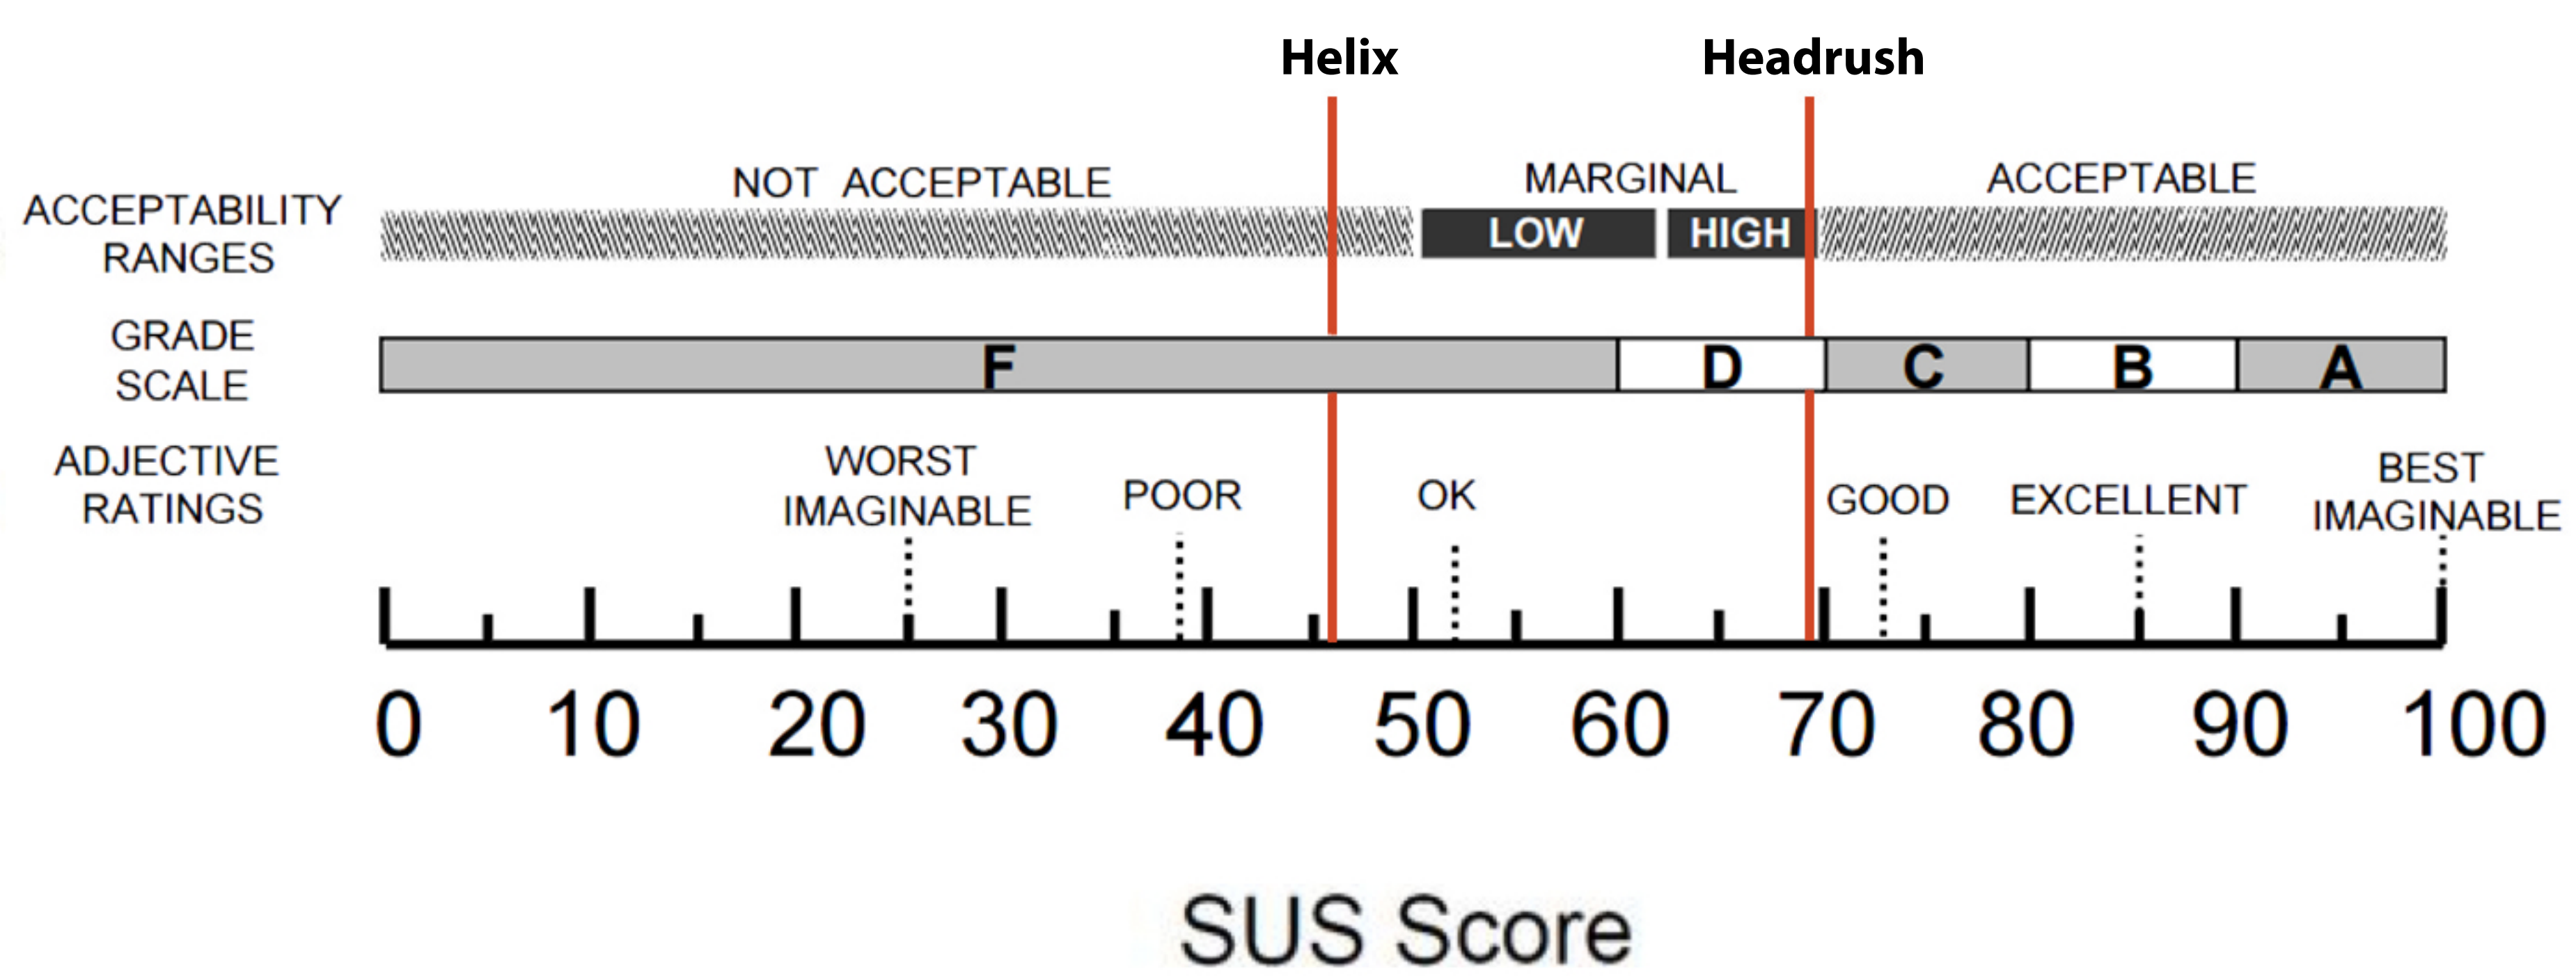 Helix
Headrush
NOT ACCEPTABLE
MARGINAL
ACCEPTABLE
ACCEPTABILITY
RANGES
LOW
HIGH
GRADE
SCALE
F
D
C
B
A
ADJECTIVE
RATINGS
WORST
IMAGINABLE
POOR
OK
GOOD
EXCELLENT
BEST
IMAGINABLE
0 10 20 30 40 50 60 70 80 90 100
SUS Score